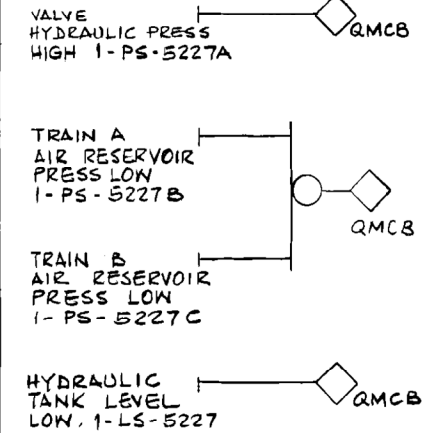 VALVE
HYDRAULIC PRESS
HIGH 1-PS-5227A
QMCB
TRAIN A
AIR RESERVOIR
PRESS LOW
1-PS-5227B
QMCB
TRAIN B
AIR RESERVOIR
PRESS LOW
1-PS-5227C
HYDRAULIC
TANK LEVEL
LOW, 1-LS-5227
QMCB